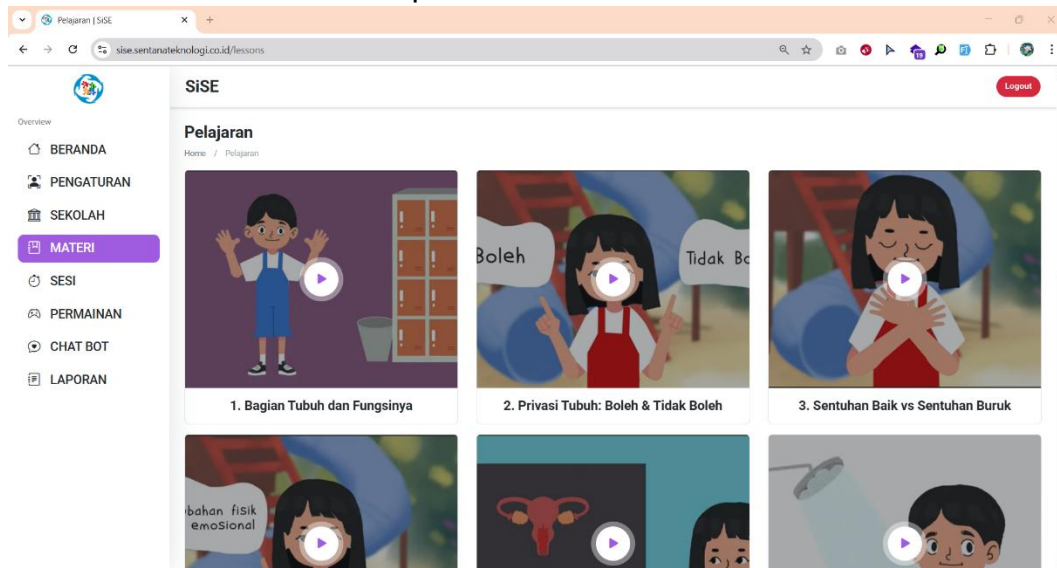 Pelajaran | SiSE
sise.sentanateknologi.co.id/lessons
19
SiSE
Logout
Overview
BERANDA
PENGATURAN
SEKOLAH
MATERI
SESI
PERMAINAN
CHAT BOT
LAPORAN
Pelajaran
Home / Pelajaran
Boleh
Tidak Bo
1. Bagian Tubuh dan Fungsinya
2. Privasi Tubuh: Boleh & Tidak Boleh
3. Sentuhan Baik vs Sentuhan Buruk
bahan fisik
emosional